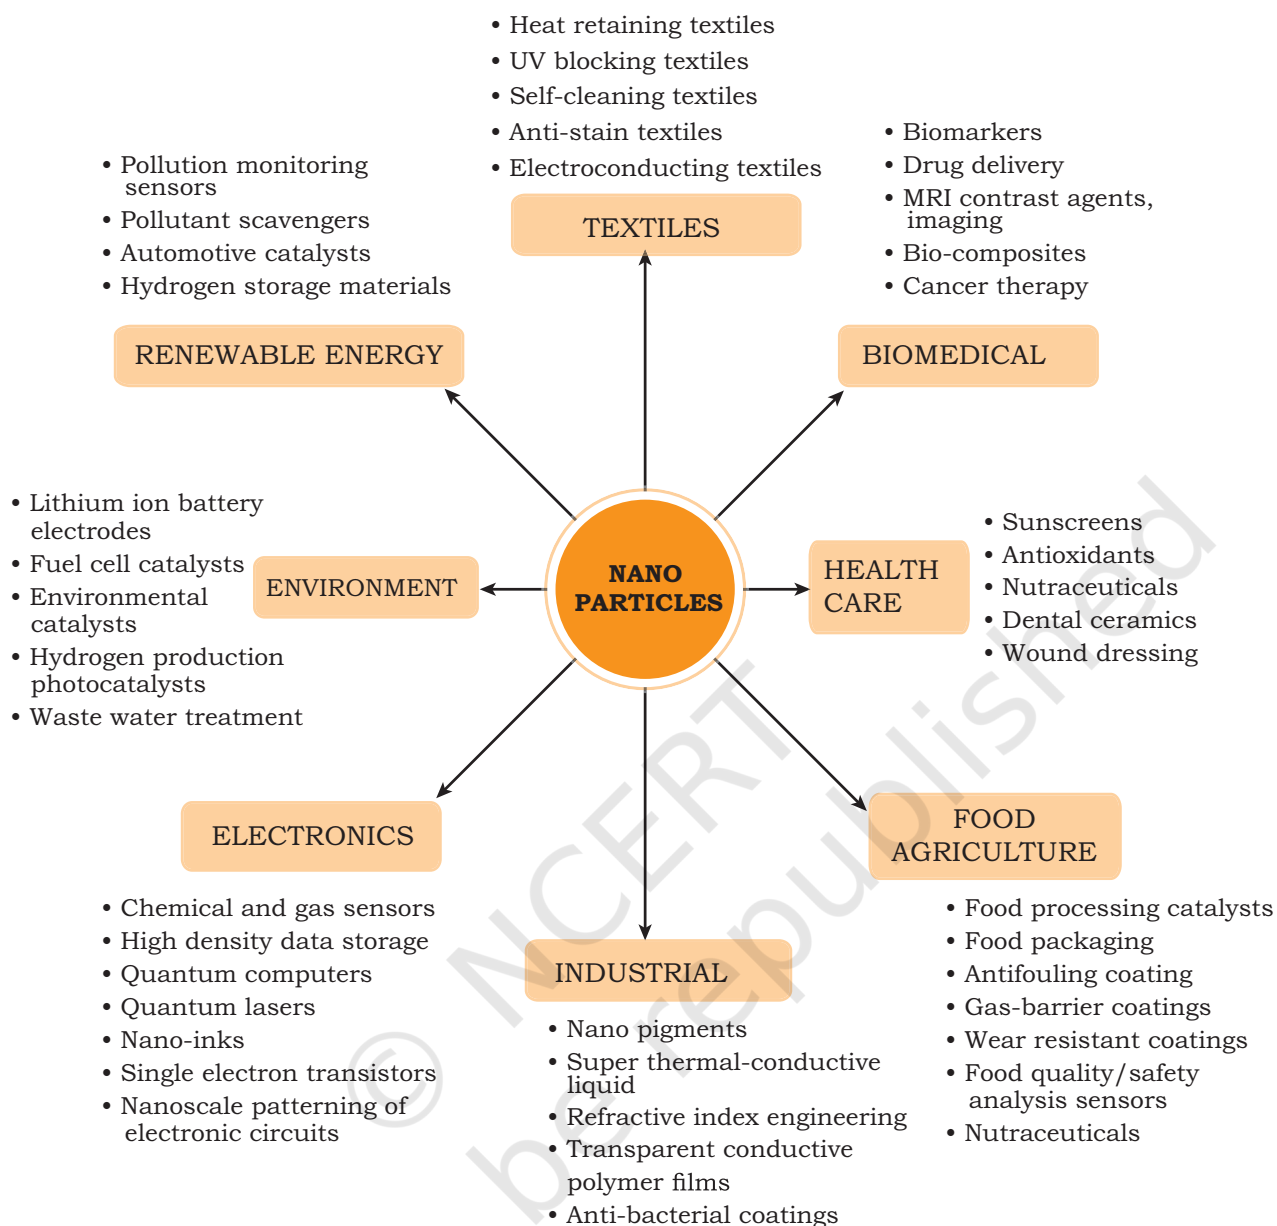 • Heat retaining textiles
• UV blocking textiles
• Self-cleaning textiles
• Anti-stain textiles
• Electroconducting textiles
TEXTILES
• Pollution monitoring
sensors
• Pollutant scavengers
• Automotive catalysts
• Hydrogen storage materials
RENEWABLE ENERGY
• Biomarkers
• Drug delivery
• MRI contrast agents,
imaging
• Bio-composites
• Cancer therapy
BIOMEDICAL
• Lithium ion battery
electrodes
• Fuel cell catalysts
• Environmental
catalysts
• Hydrogen production
photocatalysts
• Waste water treatment
ENVIRONMENT
NANO
PARTICLES
HEALTH
CARE
• Sunscreens
• Antioxidants
• Nutraceuticals
• Dental ceramics
• Wound dressing
ELECTRONICS
• Chemical and gas sensors
• High density data storage
• Quantum computers
• Quantum lasers
• Nano-inks
• Single electron transistors
• Nanoscale patterning of
electronic circuits
INDUSTRIAL
• Nano pigments
• Super thermal-conductive
liquid
• Refractive index engineering
• Transparent conductive
polymer films
• Anti-bacterial coatings
FOOD
AGRICULTURE
• Food processing catalysts
• Food packaging
• Antifouling coating
• Gas-barrier coatings
• Wear resistant coatings
• Food quality/safety
analysis sensors
• Nutraceuticals
© NCERT
be republished